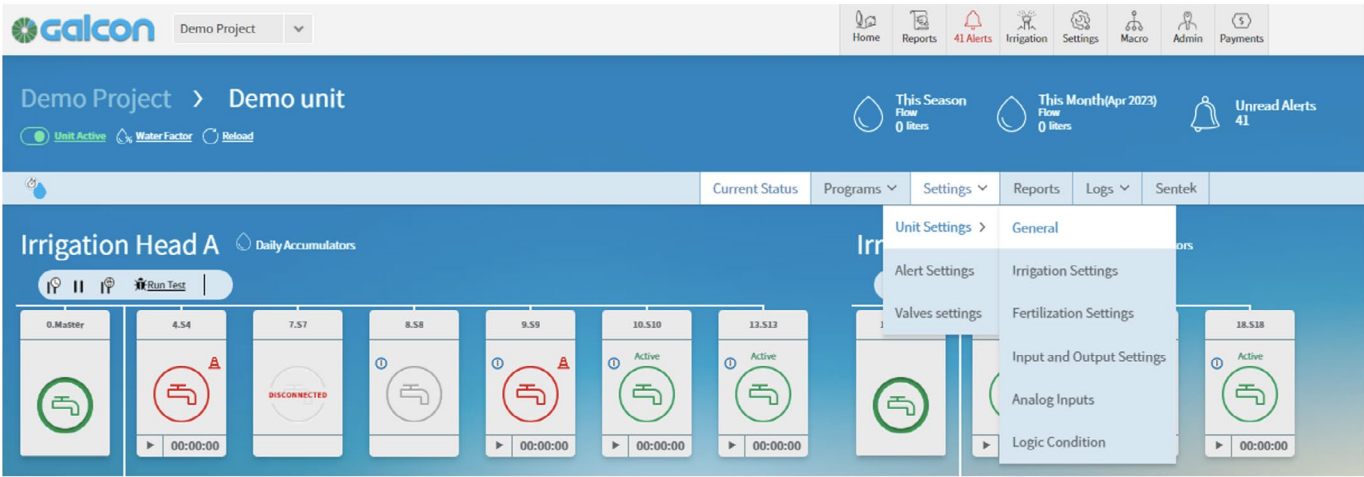 Galcon
Demo Project
Home
Reports
41 Alerts
Irrigation
Settings
Macro
Admin
Payments
Demo Project > Demo unit
Unit Active
Water Factor
Reload
This Season
Flow
0 liters
This Month(Apr 2023)
Flow
0 liters
Unread Alerts
41
Current Status
Programs
Settings
Reports
Logs
Sentek
Irrigation Head A
Daily Accumulators
Run Test
Unit Settings >
Alert Settings
Valves settings
General
Irrigation Settings
Fertilization Settings
Input and Output Settings
Analog Inputs
Logic Condition
0.Master
4.S4
00:00:00
7.S7
DISCONNECTED
8.S8
9.S9
00:00:00
10.S10
Active
00:00:00
13.S13
Active
00:00:00
18.S18
Active
00:00:00